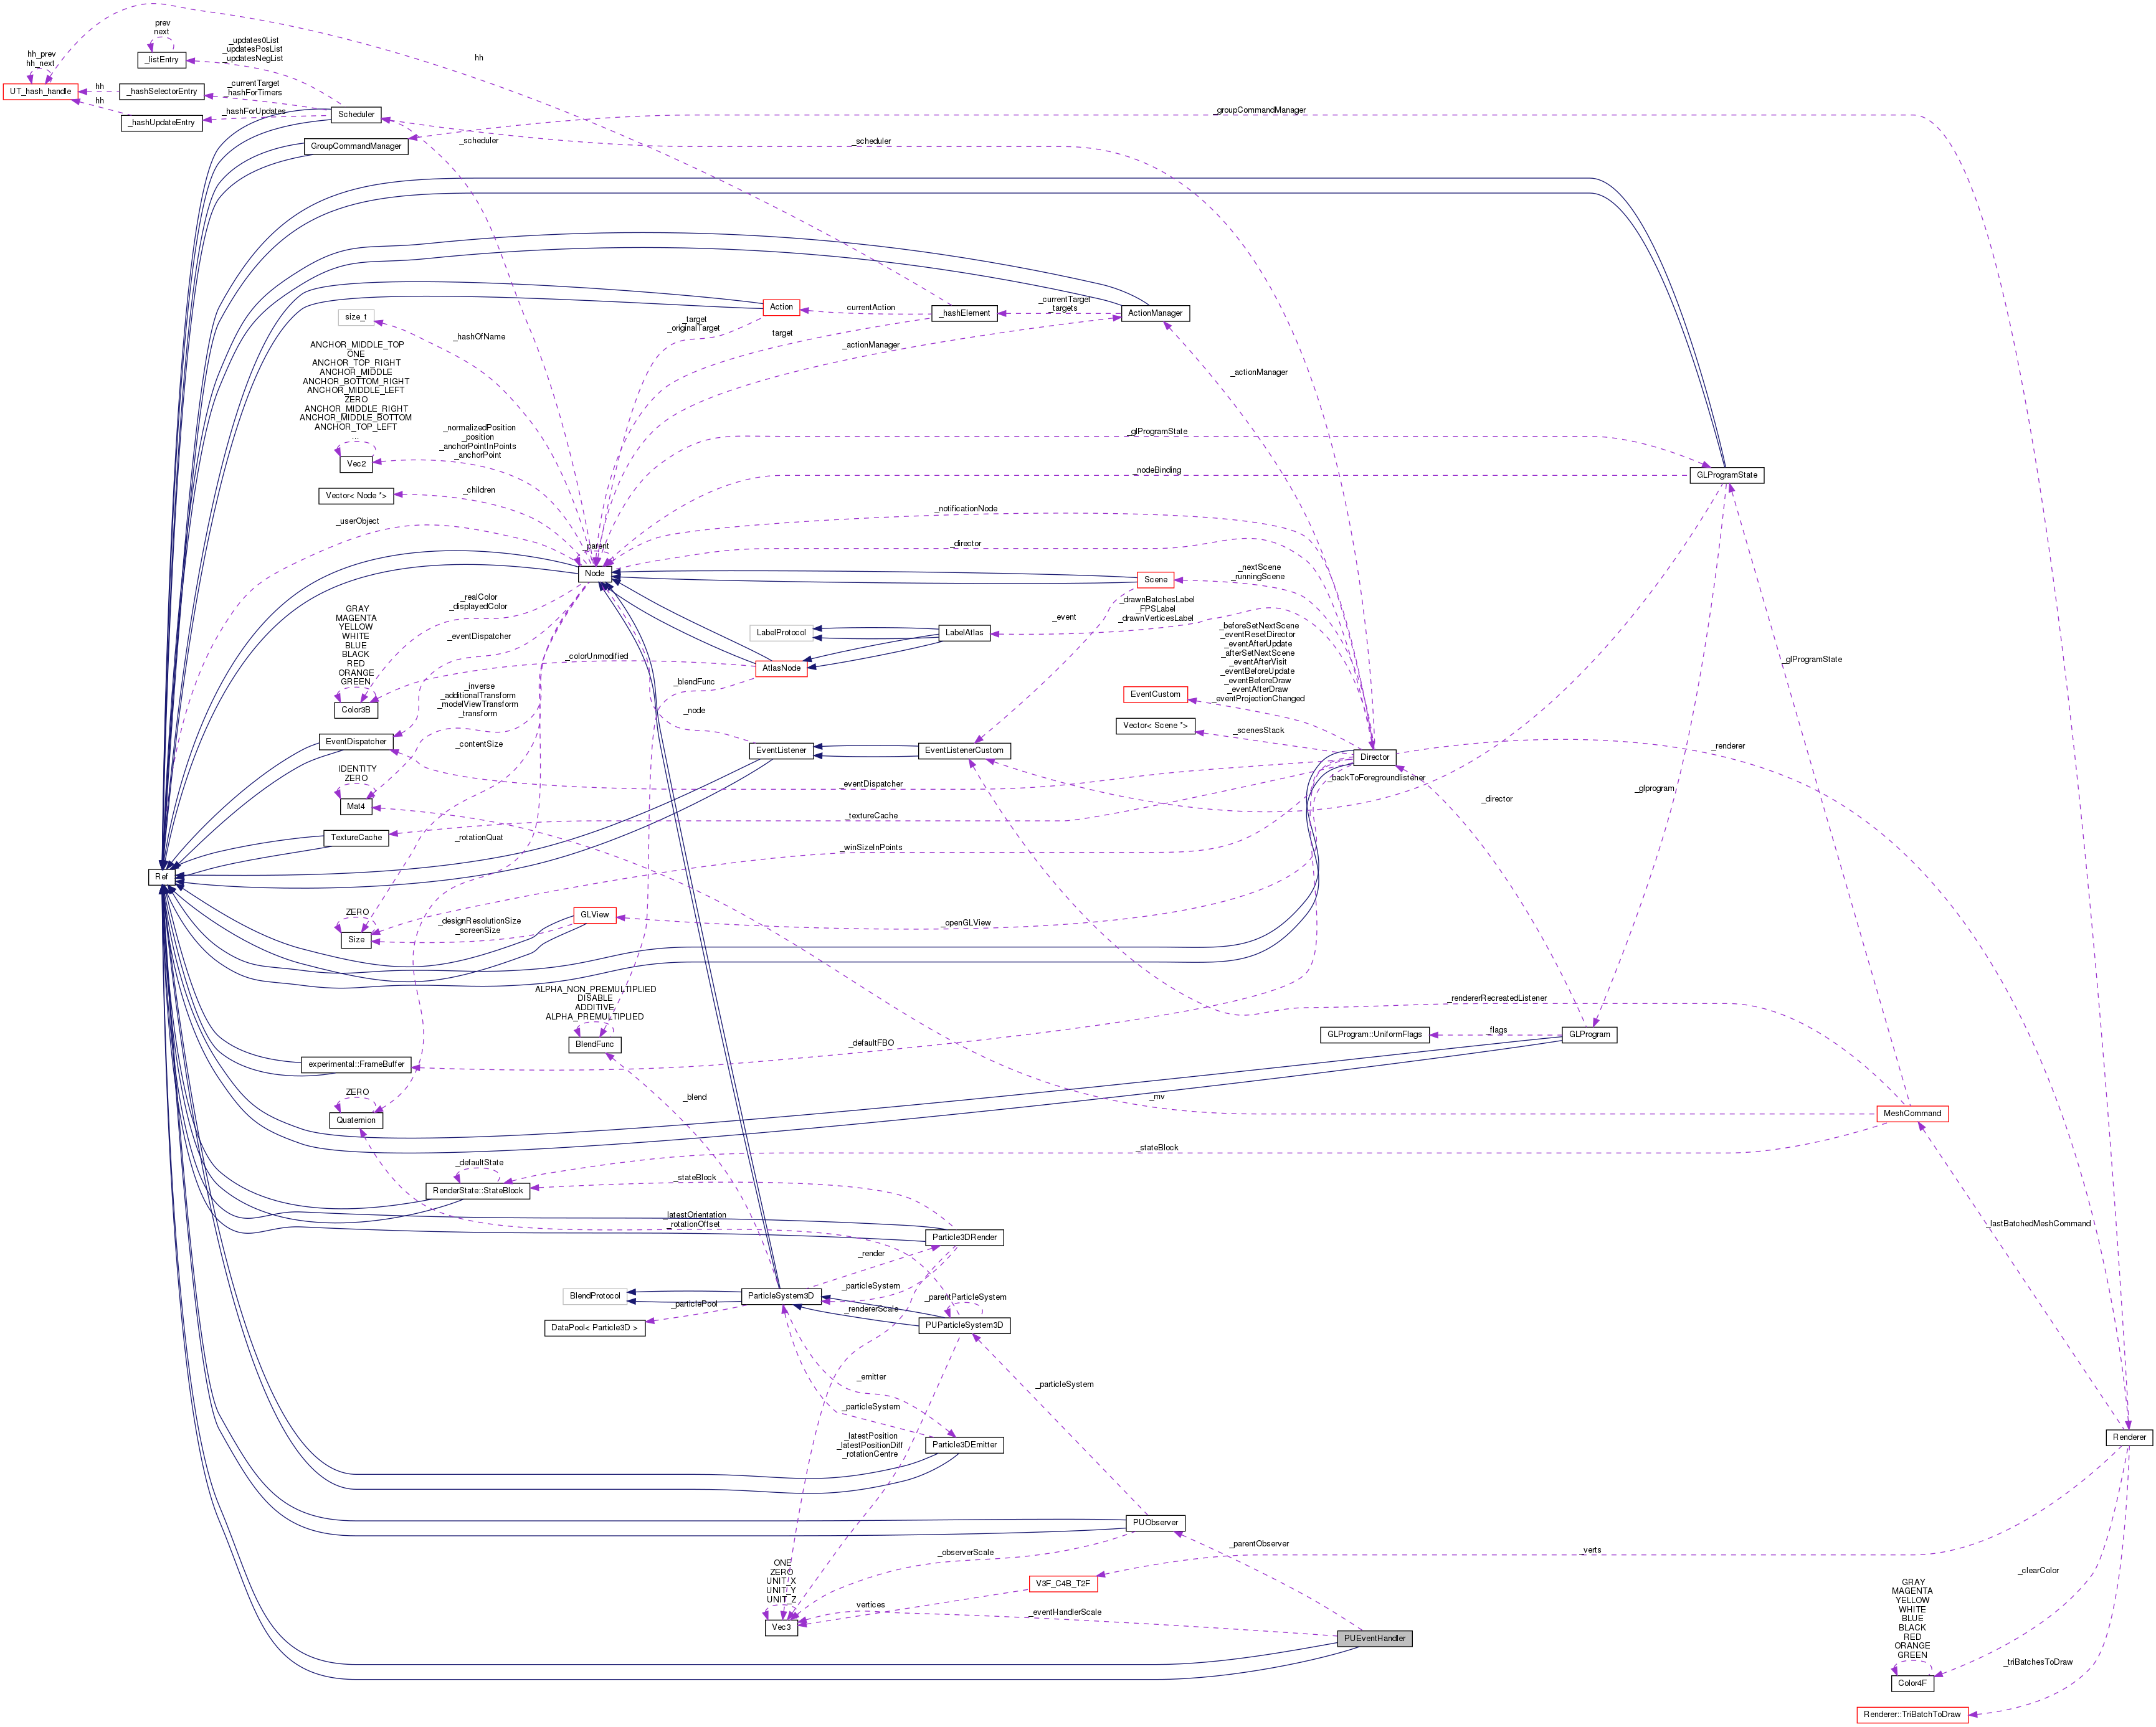 prev
next
_listEntry
hh_prev
hh_next
UT_hash_handle
hh
hh
hh
_hashSelectorEntry
_hashUpdateEntry
_updates0List
_updatesPosList
_updatesNegList
_currentTarget
_hashForTimers
_hashForUpdates
Scheduler
GroupCommandManager
_scheduler
_scheduler
_groupCommandManager
size_t
_hashOfName
Action
_target
_originalTarget
currentAction
target
_hashElement
_currentTarget
_targets
ActionManager
_actionManager
_actionManager
ANCHOR_MIDDLE_TOP
ONE
ANCHOR_TOP_RIGHT
ANCHOR_MIDDLE
ANCHOR_BOTTOM_RIGHT
ANCHOR_MIDDLE_LEFT
ZERO
ANCHOR_MIDDLE_RIGHT
ANCHOR_MIDDLE_BOTTOM
ANCHOR_TOP_LEFT
...
Vec2
_normalizedPosition
_position
_anchorPointInPoints
_anchorPoint
Vector< Node *>
_children
_userObject
_glProgramState
_nodeBinding
GLProgramState
_notificationNode
_director
_parent
Node
Scene
_nextScene
_runningScene
_event
_drawnBatchesLabel
_FPSLabel
_drawnVerticesLabel
GRAY
MAGENTA
YELLOW
WHITE
BLUE
BLACK
RED
ORANGE
GREEN
Color3B
_realColor
_displayedColor
_eventDispatcher
_colorUnmodified
LabelProtocol
LabelAtlas
AtlasNode
_blendFunc
_node
_beforeSetNextScene
_eventResetDirector
_eventAfterUpdate
_afterSetNextScene
_eventAfterVisit
_eventBeforeUpdate
_eventBeforeDraw
_eventAfterDraw
_eventProjectionChanged
EventCustom
Vector< Scene *>
_scenesStack
_glProgramState
_inverse
_additionalTransform
_modelViewTransform
_transform
EventDispatcher
_contentSize
EventListener
EventListenerCustom
Director
_renderer
_backToForegroundlistener
_eventDispatcher
_director
_glprogram
IDENTITY
ZERO
Mat4
TextureCache
_textureCache
_rotationQuat
_winSizeInPoints
Ref
ZERO
Size
_designResolutionSize
_screenSize
GLView
_openGLView
ALPHA_NON_PREMULTIPLIED
DISABLE
ADDITIVE
ALPHA_PREMULTIPLIED
BlendFunc
_rendererRecreatedListener
GLProgram::UniformFlags
_flags
GLProgram
_defaultFBO
experimental::FrameBuffer
ZERO
Quaternion
_blend
_mv
MeshCommand
_stateBlock
_defaultState
RenderState::StateBlock
_stateBlock
_latestOrientation
_rotationOffset
Particle3DRender
_lastBatchedMeshCommand
_render
_particleSystem
BlendProtocol
ParticleSystem3D
_particlePool
DataPool< Particle3D >
_rendererScale
_parentParticleSystem
PUParticleSystem3D
_emitter
_particleSystem
_particleSystem
_latestPosition
_latestPositionDiff
_rotationCentre
Particle3DEmitter
Renderer
PUObserver
_observerScale
_parentObserver
_verts
ONE
ZERO
UNIT_X
UNIT_Y
UNIT_Z
Vec3
V3F_C4B_T2F
vertices
_eventHandlerScale
PUEventHandler
_clearColor
GRAY
MAGENTA
YELLOW
WHITE
BLUE
BLACK
RED
ORANGE
GREEN
Color4F
_triBatchesToDraw
Renderer::TriBatchToDraw